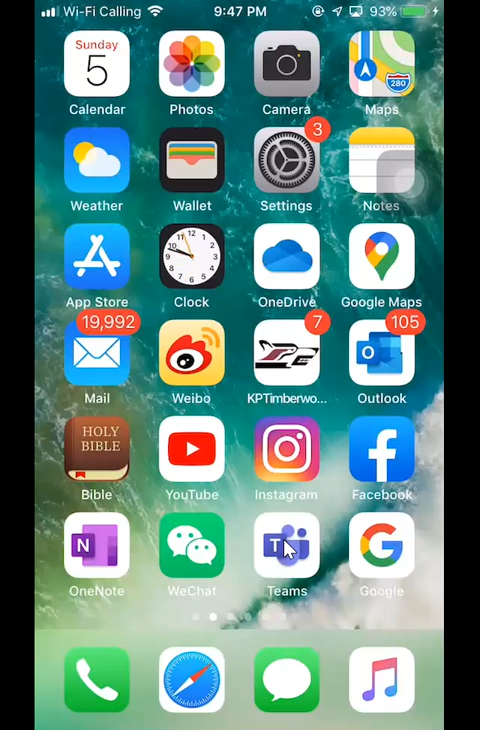 Wi-Fi Calling 9:47 PM 93%
Sunday
5
280
Calendar Photos Camera Maps
3
Weather Wallet Settings Notes
12
11
App Store Clock OneDrive Google Maps
19,992 7 105
O
Mail Weibo KPTimberwo... Outlook
HOLY
BIBLE
Bible YouTube Instagram Facebook
N T G
OneNote WeChat Teams Google